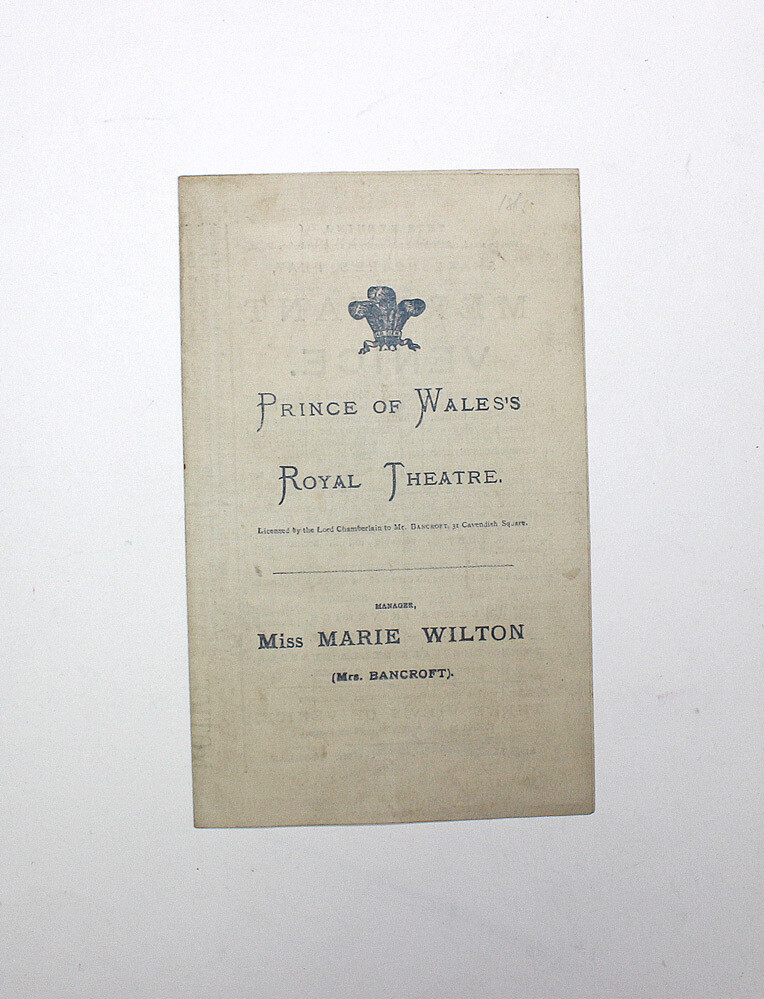 PRINCE OF WALES'S
ROYAL THEATRE.
Licensed by the Lord Chamberlain to Mr. BANCROFT, 31 Cavendish Square.
MANAGER,
Miss MARIE WILTON
(Mrs. BANCROFT).